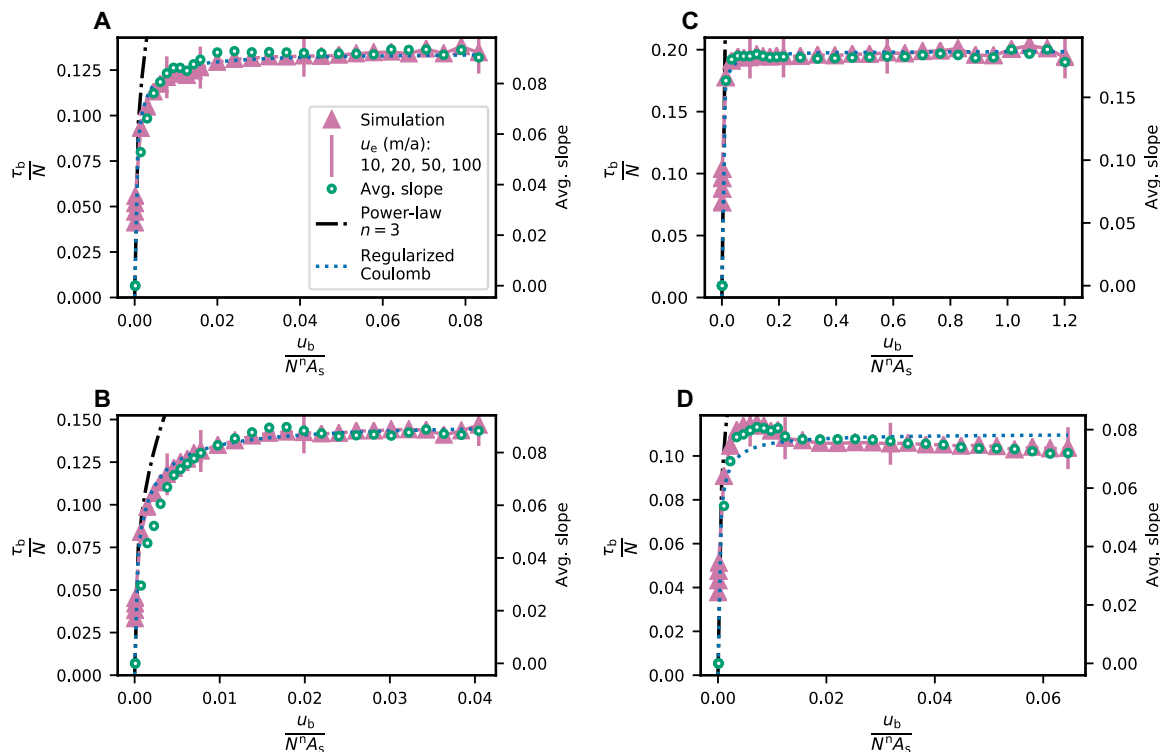 A
0.125
0.100
0.075
0.050
0.025
0.000
τb
N
0.00
0.02
0.04
0.06
0.08
ub
NnAs
0.08
0.06
0.04
0.02
0.00
Avg. slope
Simulation
ue (m/a):
10, 20, 50, 100
Avg. slope
Power-law
n = 3
Regularized
Coulomb
C
0.20
0.15
0.10
0.05
0.00
τb
N
0.0
0.2
0.4
0.6
0.8
1.0
1.2
ub
NnAs
0.15
0.10
0.05
0.00
Avg. slope
B
0.150
0.125
0.100
0.075
0.050
0.025
0.000
τb
N
0.00
0.01
0.02
0.03
0.04
ub
NnAs
0.08
0.06
0.04
0.02
0.00
Avg. slope
D
0.10
0.08
0.06
0.04
0.02
0.00
τb
N
0.00
0.02
0.04
0.06
ub
NnAs
0.08
0.06
0.04
0.02
0.00
Avg. slope